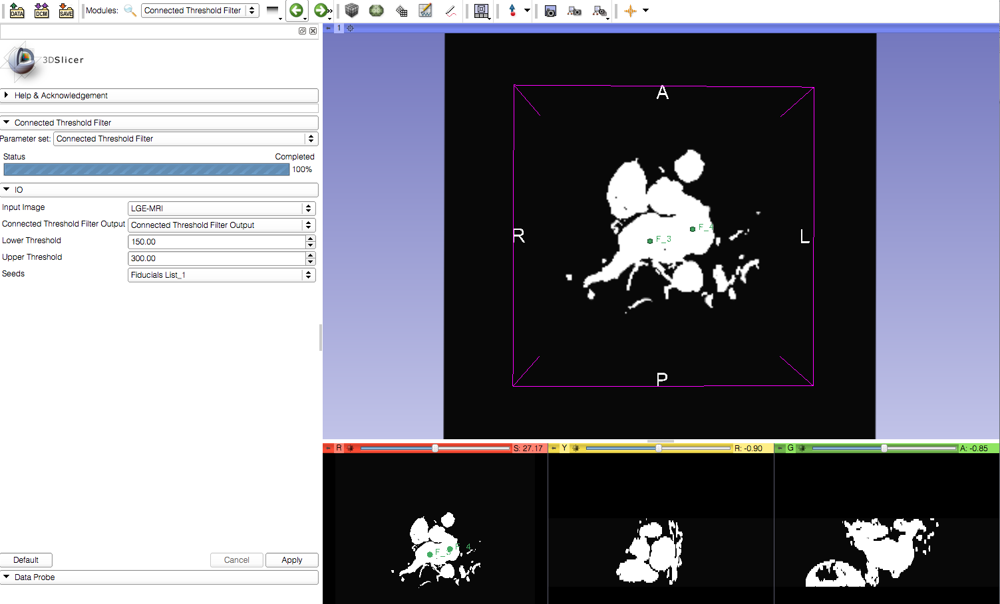 DATA DCM SAVE Modules: Connected Threshold Filter
1
3DSlicer
Help & Acknowledgement
Connected Threshold Filter
Parameter set: Connected Threshold Filter
Status Completed
100%
IO
Input Image LGE-MRI
Connected Threshold Filter Output Connected Threshold Filter Output
Lower Threshold 150.00
Upper Threshold 300.00
Seeds Fiducials List_1
Default Cancel Apply
Data Probe
A
R
L
P
F_3
F_4
R S: 27.17
Y R: -0.90
G A: -0.85
F_3
F_4